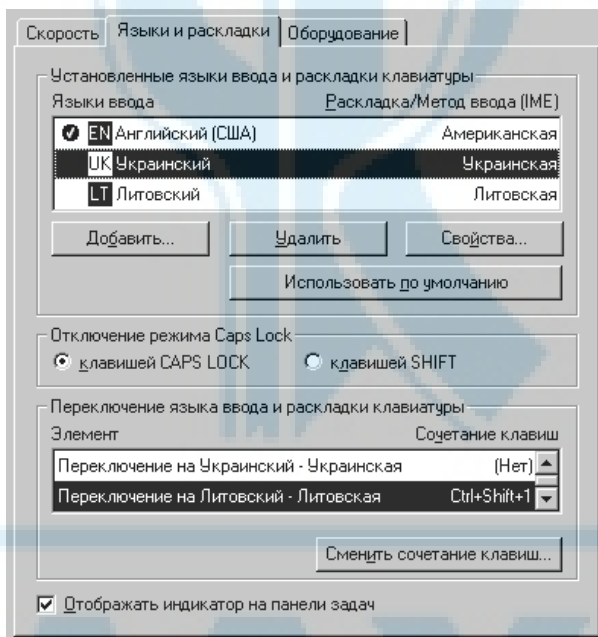 Скорость Языки и раскладки Оборудование
Установленные языки ввода и раскладки клавиатуры
Языки ввода Раскладка/Метод ввода (IME)
EN Английский (США) Американская
UK Украинский Украинская
LT Литовский Литовская
Добавить... Удалить Свойства...
Использовать по умолчанию
Отключение режима Caps Lock
клавишей CAPS LOCK клавишей SHIFT
Переключение языка ввода и раскладки клавиатуры
Элемент Сочетание клавиш
Переключение на Украинский - Украинская (Нет)
Переключение на Литовский - Литовская Ctrl+Shift+1
Сменить сочетание клавиш...
Отображать индикатор на панели задач